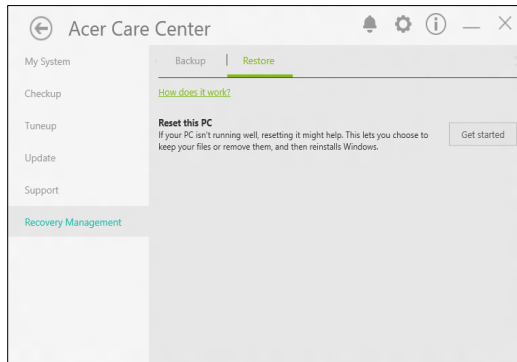 Acer Care Center
My System
Checkup
Tuneup
Update
Support
Recovery Management
Backup | Restore
How does it work?
Reset this PC
If your PC isn't running well, resetting it might help. This lets you choose to
keep your files or remove them, and then reinstalls Windows.
Get started